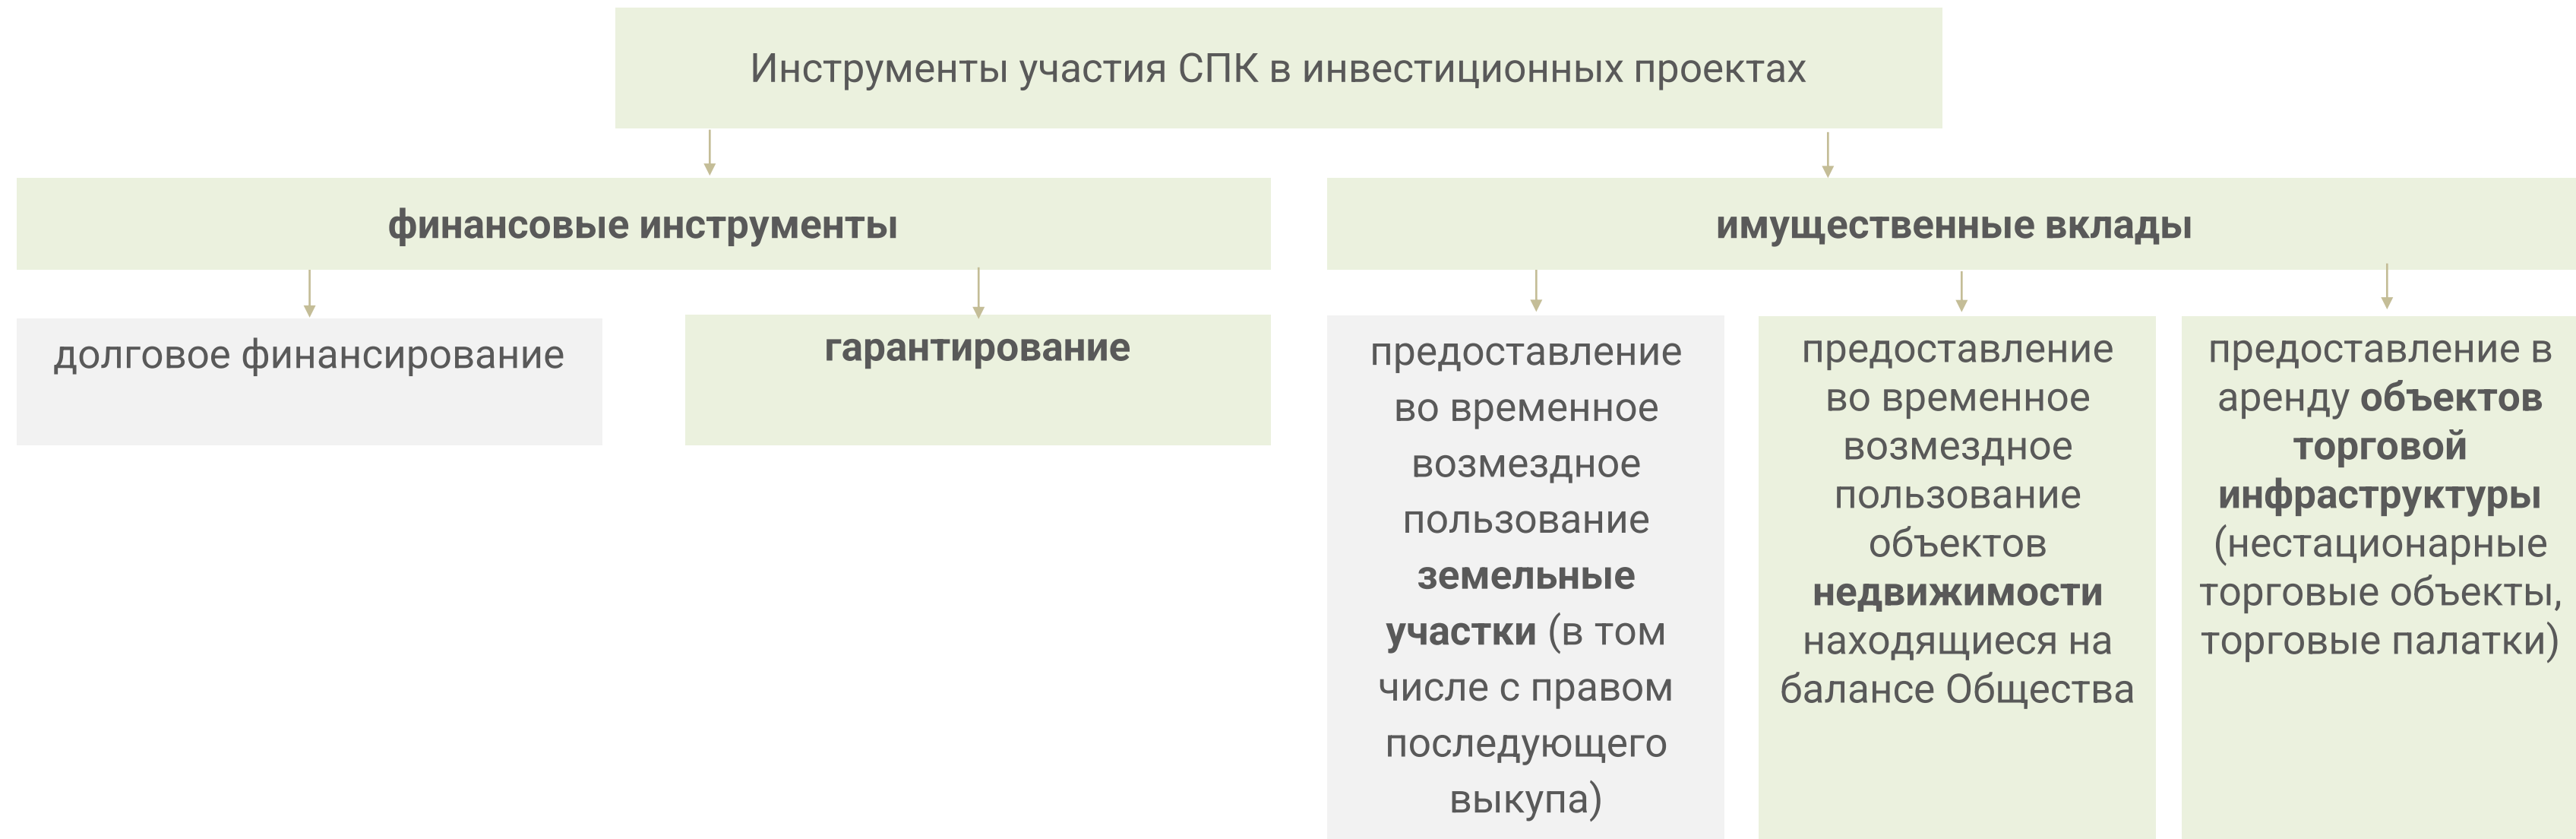 Инструменты участия СПК в инвестиционных проектах
финансовые инструменты
имущественные вклады
долговое финансирование
гарантирование
предоставление
во временное
возмездное
пользование
земельные
участки (в том
числе с правом
последующего
выкупа)
предоставление
во временное
возмездное
пользование
объектов
недвижимости
находящиеся на
балансе Общества
предоставление в
аренду объектов
торговой
инфраструктуры
(нестационарные
торговые объекты,
торговые палатки)